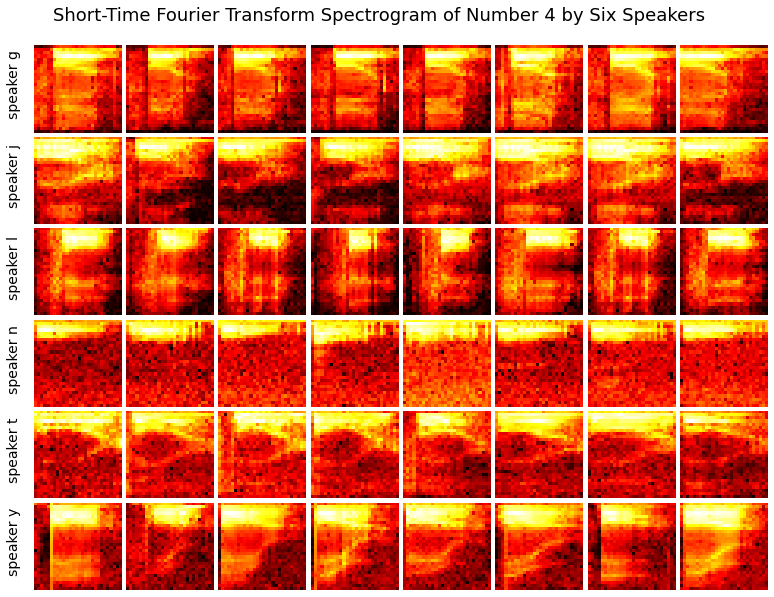 Short-Time Fourier Transform Spectrogram of Number 4 by Six Speakers
speaker g
speaker j
speaker l
speaker n
speaker t
speaker y